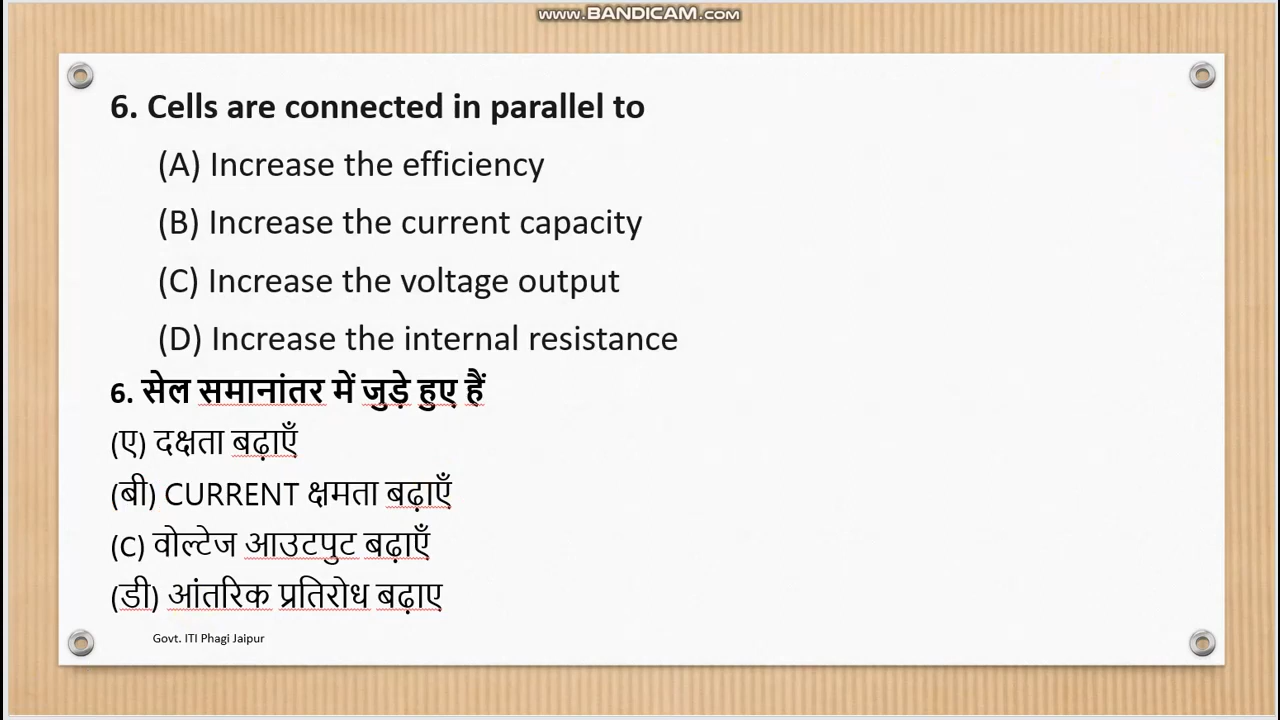 www.BANDICAM.com
6. Cells are connected in parallel to
(A) Increase the efficiency
(B) Increase the current capacity
(C) Increase the voltage output
(D) Increase the internal resistance
6. सेल समानांतर में जुड़े हुए हैं
(ए) दक्षता बढ़ाएँ
(बी) CURRENT क्षमता बढ़ाएँ
(C) वोल्टेज आउटपुट बढ़ाएँ
(डी) आंतरिक प्रतिरोध बढ़ाए
Govt. ITI Phagi Jaipur